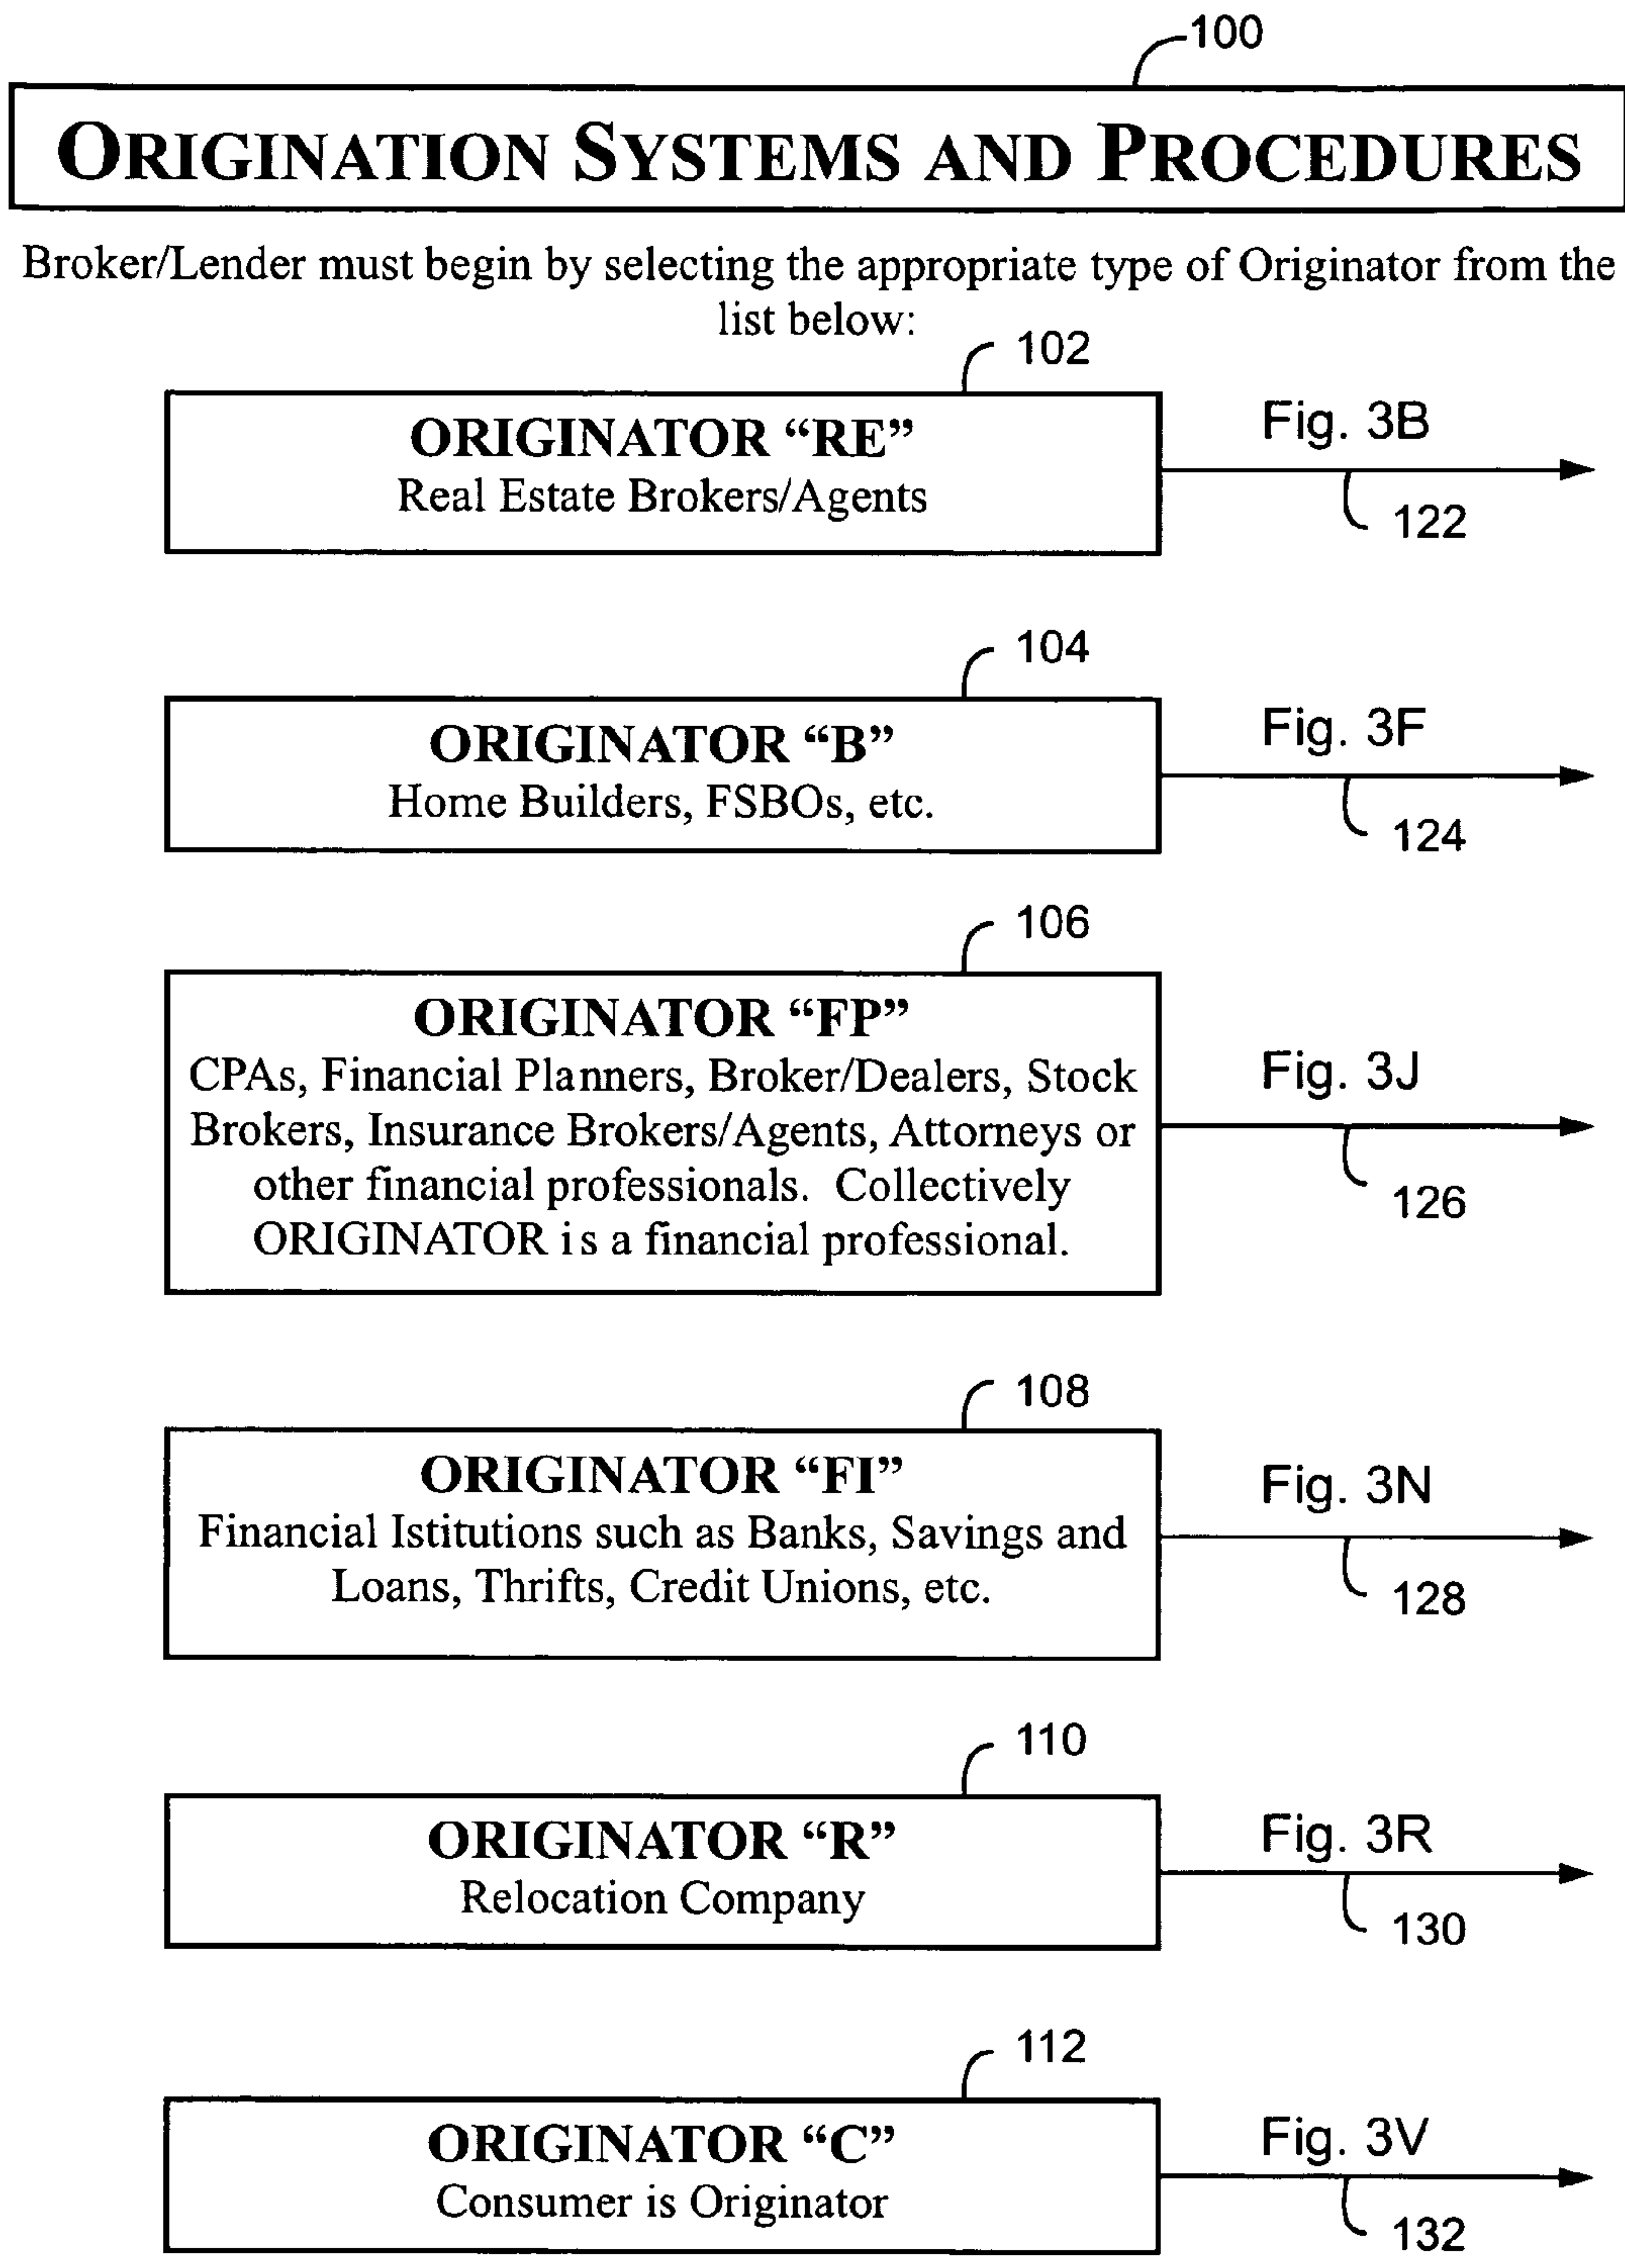 100
ORIGINATION SYSTEMS AND PROCEDURES
Broker/Lender must begin by selecting the appropriate type of Originator from the
list below:
102
ORIGINATOR “RE”
Real Estate Brokers/Agents
Fig. 3B
122
104
ORIGINATOR “B”
Home Builders, FSBOs, etc.
Fig. 3F
124
106
ORIGINATOR “FP”
CPAs, Financial Planners, Broker/Dealers, Stock
Brokers, Insurance Brokers/Agents, Attorneys or
other financial professionals. Collectively
ORIGINATOR is a financial professional.
Fig. 3J
126
108
ORIGINATOR “FI”
Financial Istitutions such as Banks, Savings and
Loans, Thrifts, Credit Unions, etc.
Fig. 3N
128
110
ORIGINATOR “R”
Relocation Company
Fig. 3R
130
112
ORIGINATOR “C”
Consumer is Originator
Fig. 3V
132